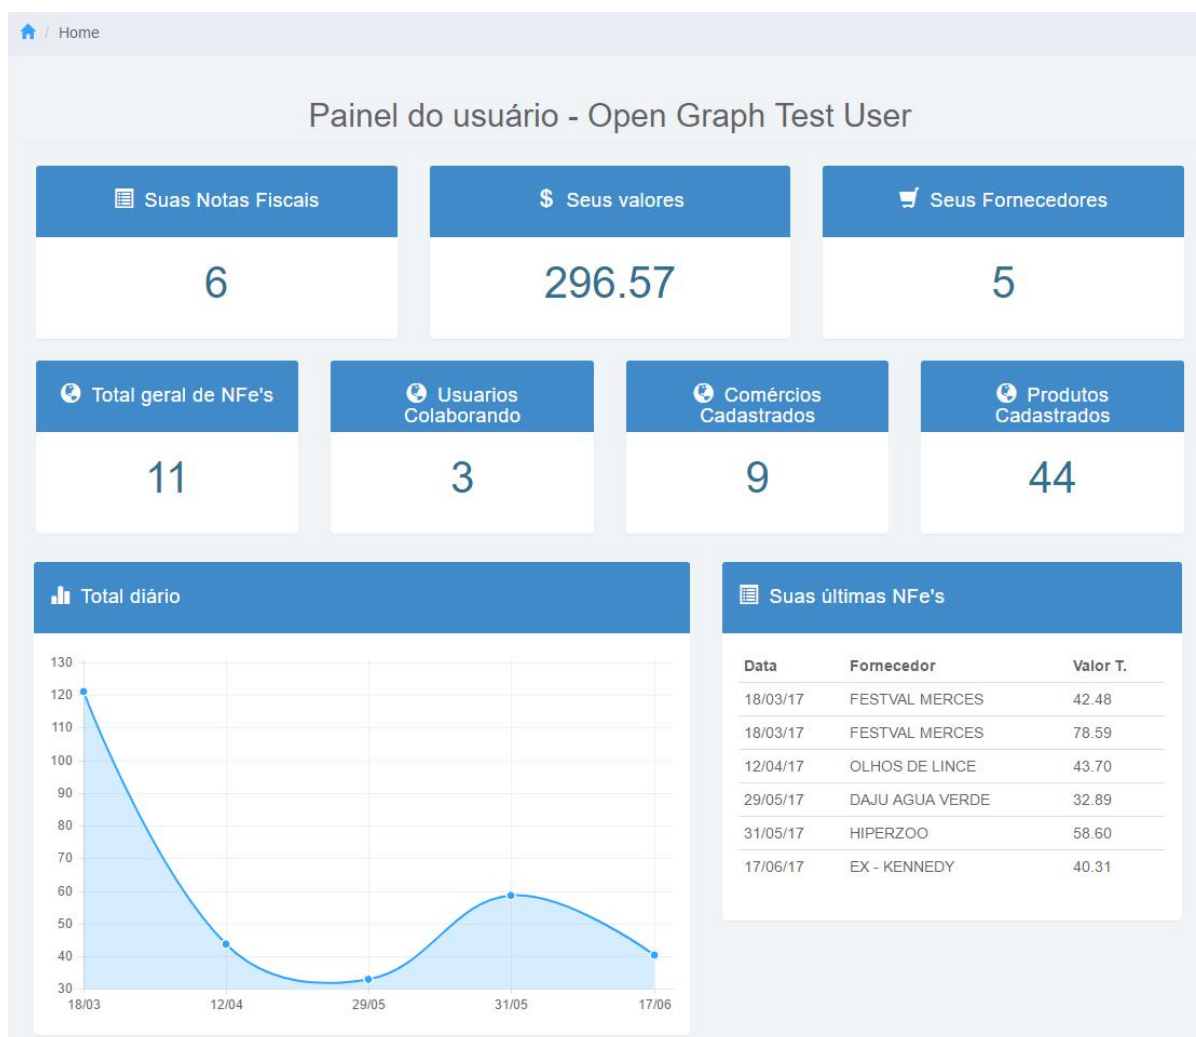 / Home
Painel do usuário - Open Graph Test User
Suas Notas Fiscais
6
$ Seus valores
296.57
Seus Fornecedores
5
Total geral de NFe's
11
Usuarios
Colaborando
3
Comércios
Cadastrados
9
Produtos
Cadastrados
44
Total diário
130
120
110
100
90
80
70
60
50
40
30
18/03 12/04 29/05 31/05 17/06
Suas últimas NFe's
Data Fornecedor Valor T.
18/03/17 FESTVAL MERCES 42.48
18/03/17 FESTVAL MERCES 78.59
12/04/17 OLHOS DE LINCE 43.70
29/05/17 DAJU AGUA VERDE 32.89
31/05/17 HIPERZOO 58.60
17/06/17 EX - KENNEDY 40.31